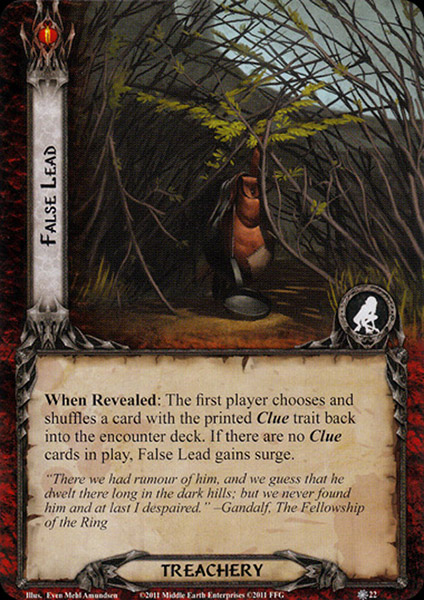 FALSE LEAD
When Revealed: The first player chooses and
shuffles a card with the printed Clue trait back
into the encounter deck. If there are no Clue
cards in play, False Lead gains surge.
“There we had rumour of him, and we guess that he
dwelt there long in the dark hills; but we never found
him and at last I despaired.” –Gandalf, The Fellowship
of the Ring
TREACHERY
Illus. Even Mehl Amundsen ©2011 Middle Earth Enterprises ©2011 FFG 22